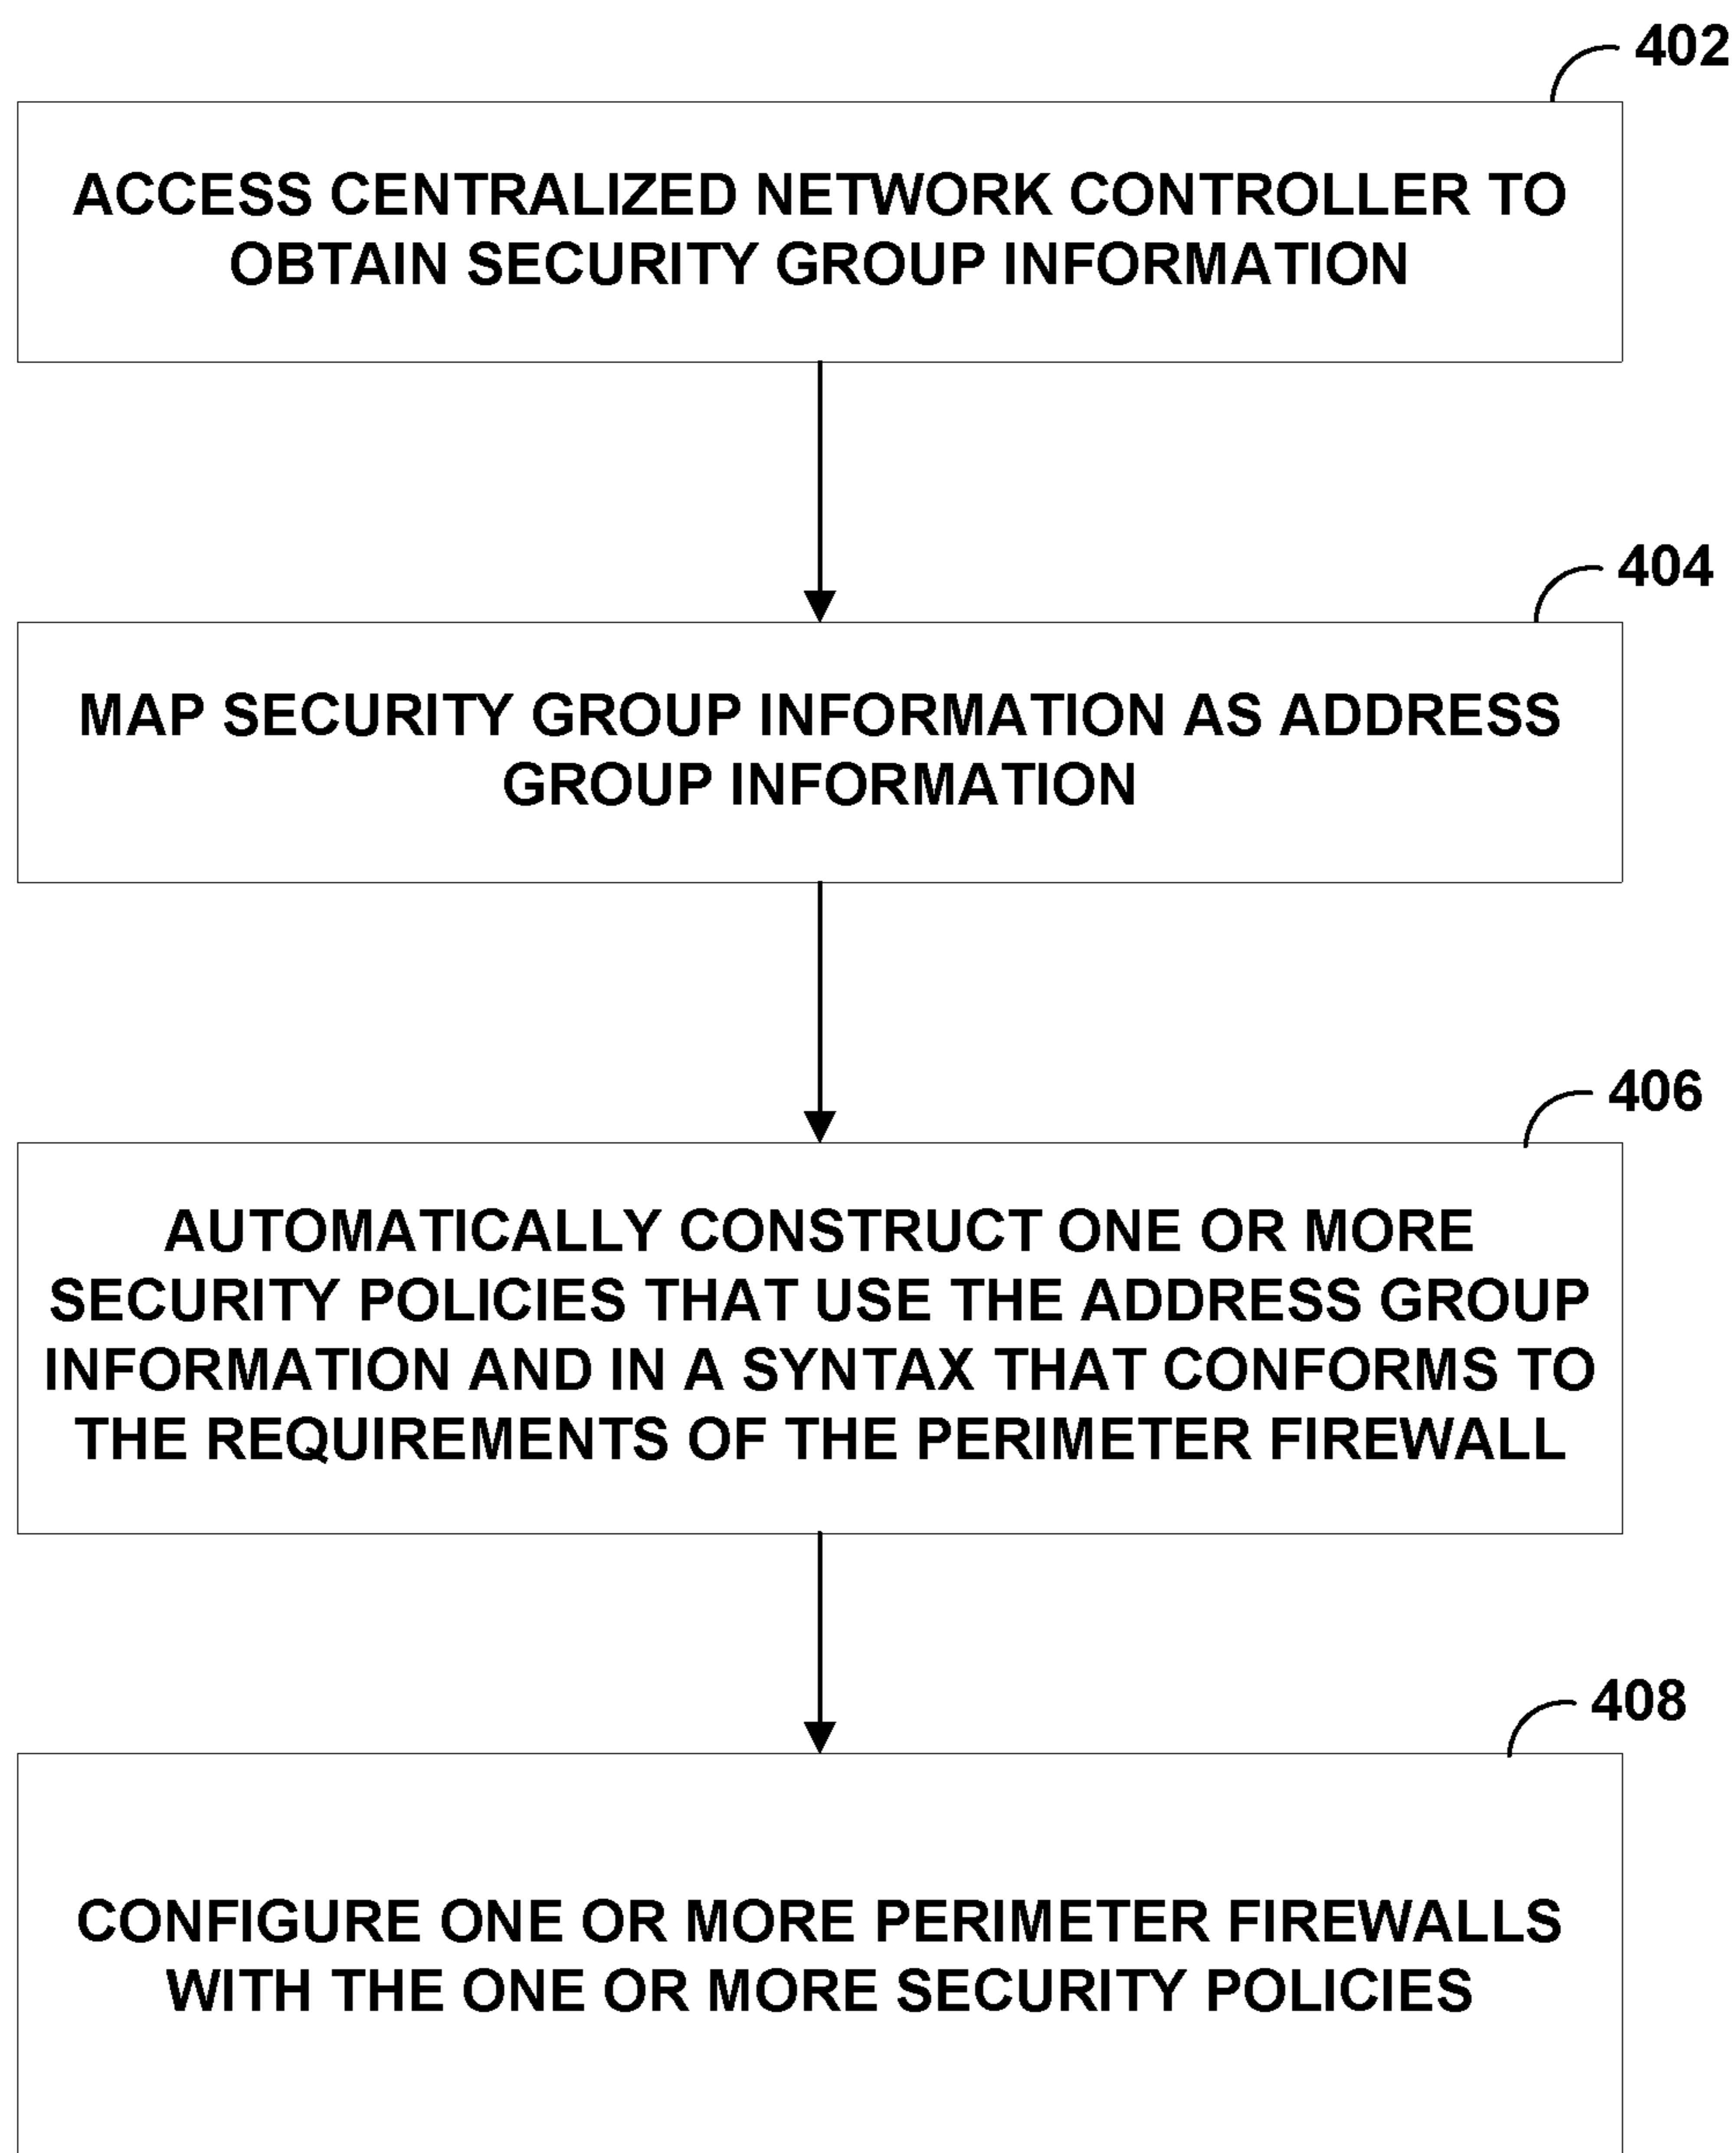 402
ACCESS CENTRALIZED NETWORK CONTROLLER TO
OBTAIN SECURITY GROUP INFORMATION
404
MAP SECURITY GROUP INFORMATION AS ADDRESS
GROUP INFORMATION
406
AUTOMATICALLY CONSTRUCT ONE OR MORE
SECURITY POLICIES THAT USE THE ADDRESS GROUP
INFORMATION AND IN A SYNTAX THAT CONFORMS TO
THE REQUIREMENTS OF THE PERIMETER FIREWALL
408
CONFIGURE ONE OR MORE PERIMETER FIREWALLS
WITH THE ONE OR MORE SECURITY POLICIES